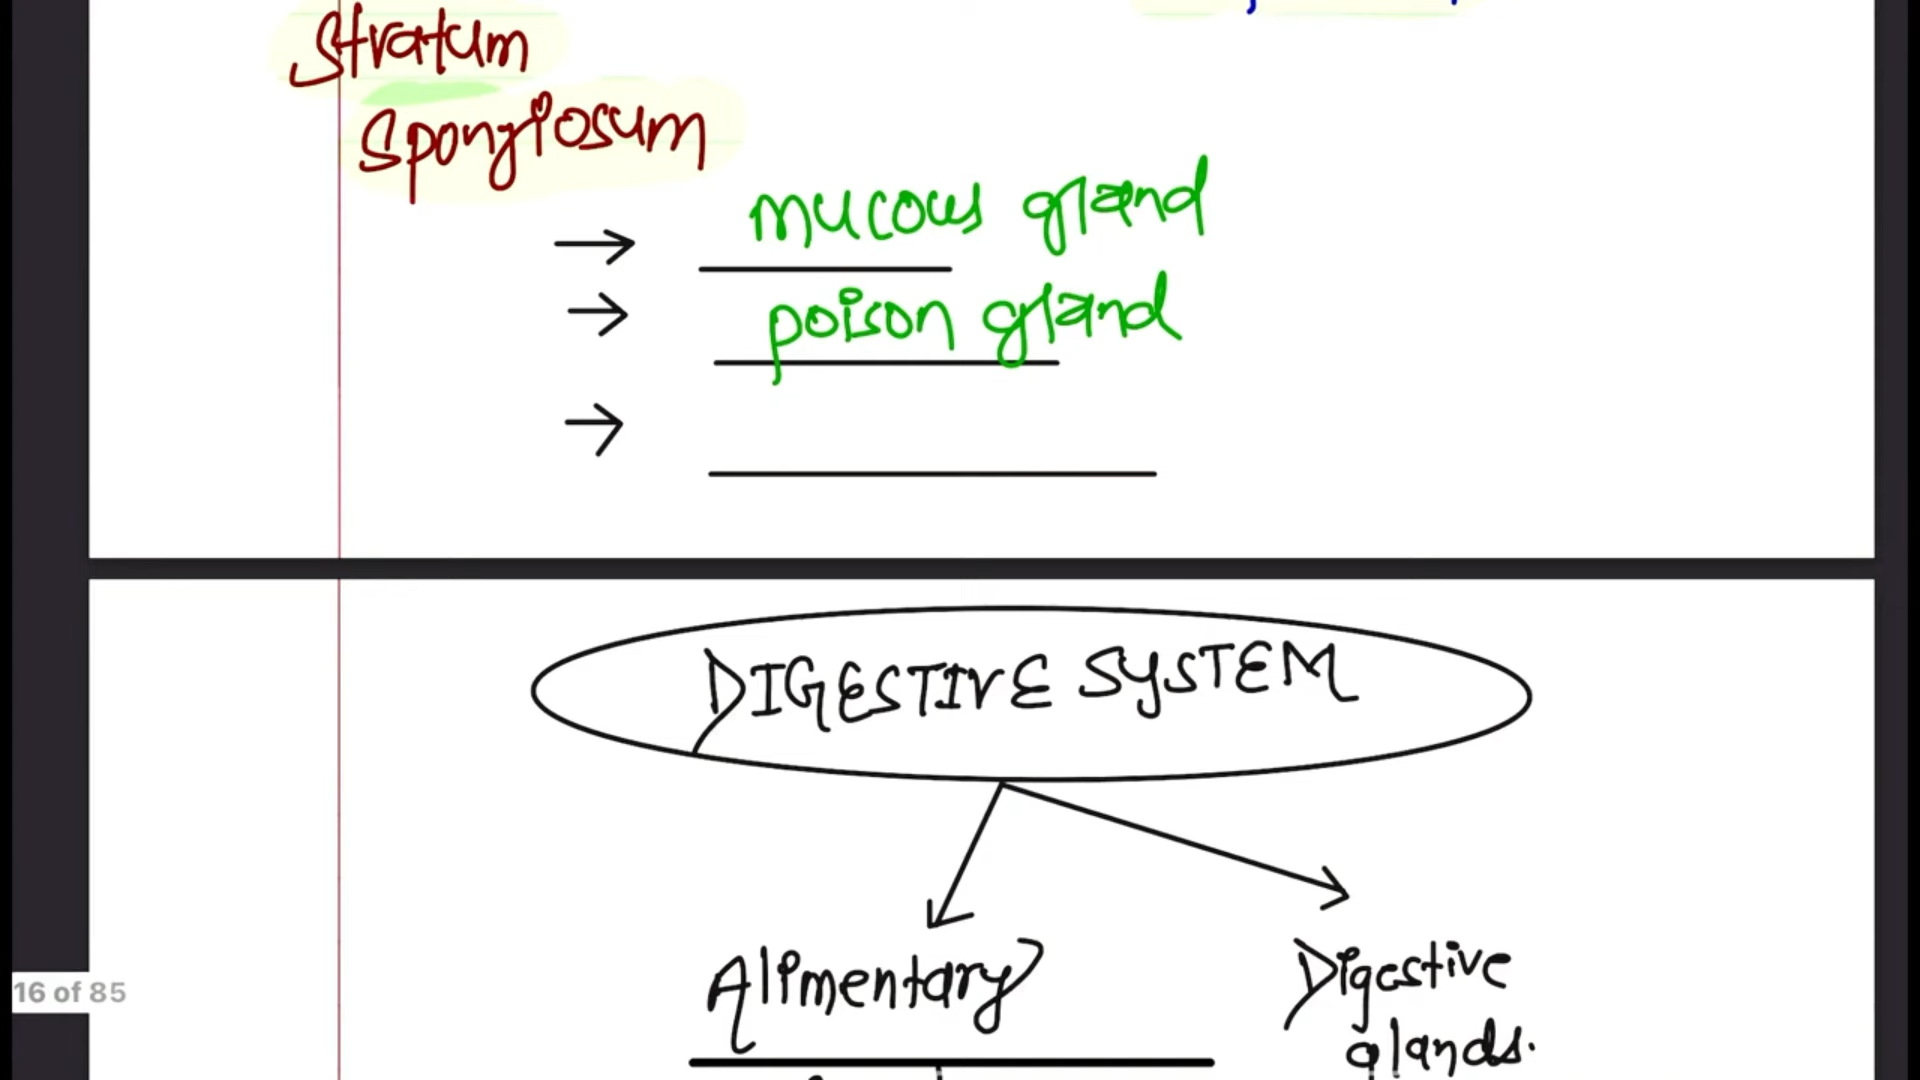 Stratum
Spongiosum
→ mucous gland
→ poison gland
→
DIGESTIVE SYSTEM
Alimentary
Digestive
glands.
16 of 85